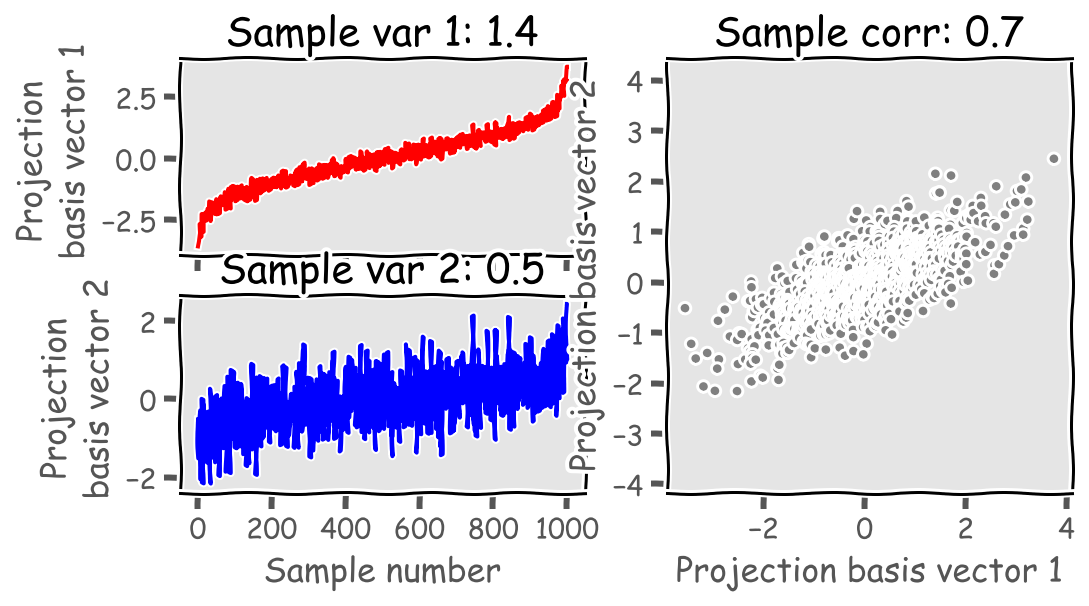 Sample var 1: 1.4
Projection
basis vector 1
2.5
0.0
−2.5
Sample var 2: 0.5
Projection
basis vector 2
2
0
−2
0 200 400 600 800 1000
Sample number
Sample corr: 0.7
Projection basis vector 2
4
3
2
1
0
−1
−2
−3
−4
−2 0 2 4
Projection basis vector 1